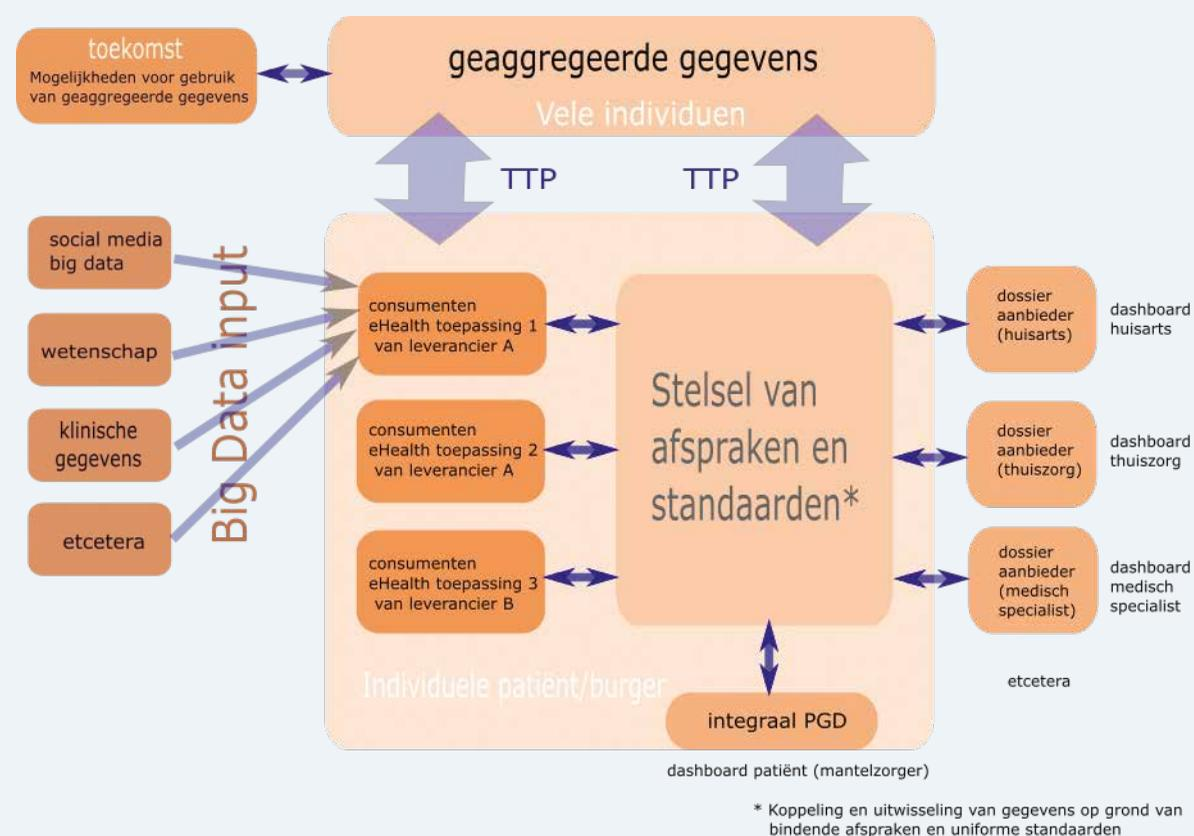 toekomst
Mogelijkheden voor gebruik
van geaggregeerde gegevens
geaggregeerde gegevens
Vele individuen
TTP
TTP
social media
big data
wetenschap
klinische
gegevens
etcetera
Big Data input
consumenten
eHealth toepassing 1
van leverancier A
consumenten
eHealth toepassing 2
van leverancier A
consumenten
eHealth toepassing 3
van leverancier B
Stelsel van
afspraken en
standaarden*
Individuele patiënt/burger
integraal PGD
dashboard patiënt (mantelzorger)
dossier
aanbieder
(huisarts)
dashboard
huisarts
dossier
aanbieder
(thuiszorg)
dashboard
thuiszorg
dossier
aanbieder
(medisch
specialist)
dashboard
medisch
specialist
etcetera
* Koppeling en uitwisseling van gegevens op grond van
bindende afspraken en uniforme standaarden